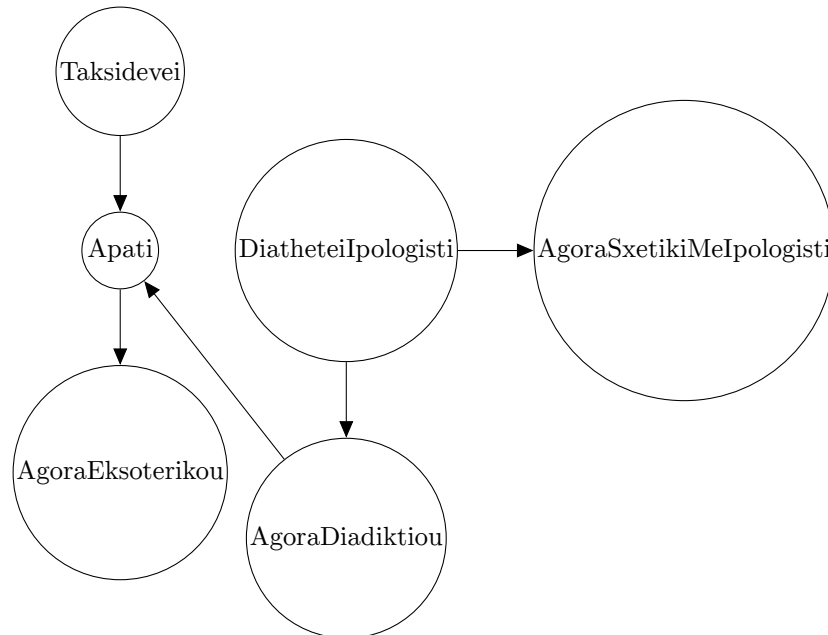 Taksidevei
Apati
DiatheteiIpologisti
AgoraSxetikiMeIpologisti
AgoraEksoterikou
AgoraDiadiktiou